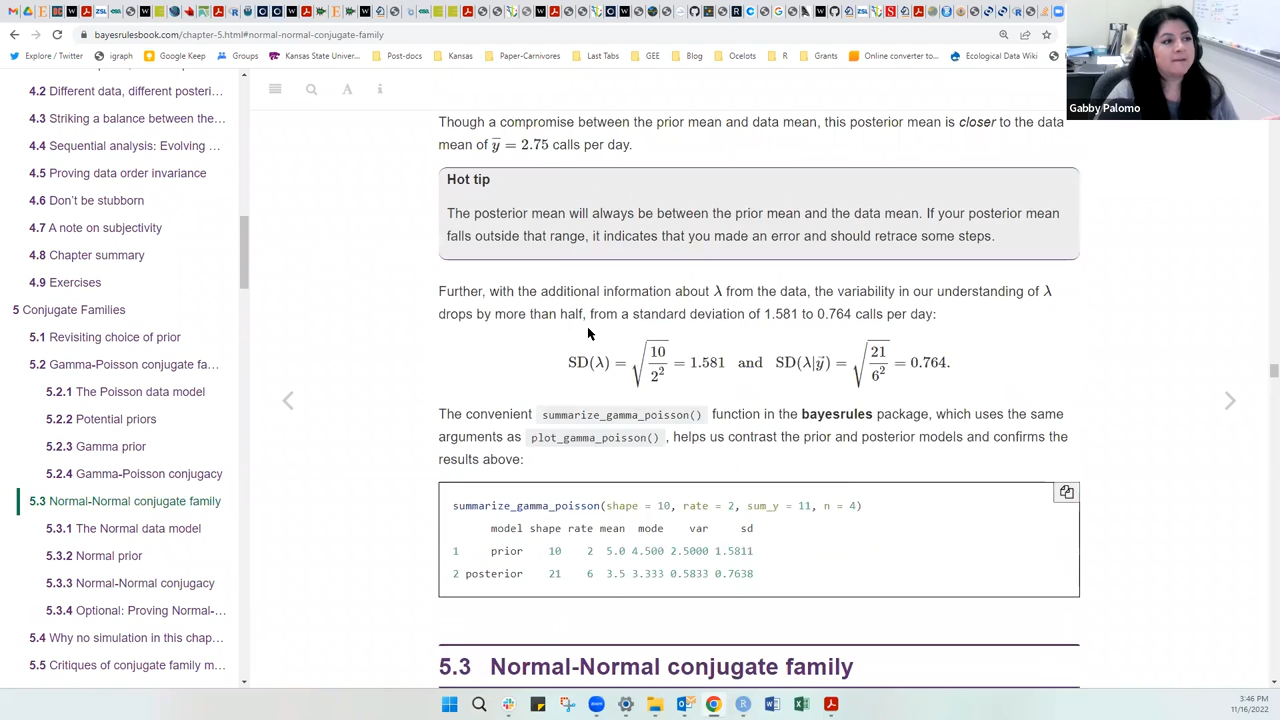 bayesrulesbook.com/chapter-5.html#normal-normal-conjugate-family
Explore / Twitter
igraph
Google Keep
Groups
Kansas State Univer...
Post-docs
Kansas
Paper-Carnivores
Last Tabs
GEE
Blog
Ocelots
R
Grants
Online converter to...
Ecological Data Wiki
Gabby Palomo
4.2 Different data, different posteri...
4.3 Striking a balance between the...
4.4 Sequential analysis: Evolving ...
4.5 Proving data order invariance
4.6 Don't be stubborn
4.7 A note on subjectivity
4.8 Chapter summary
4.9 Exercises
5 Conjugate Families
5.1 Revisiting choice of prior
5.2 Gamma-Poisson conjugate fa...
5.2.1 The Poisson data model
5.2.2 Potential priors
5.2.3 Gamma prior
5.2.4 Gamma-Poisson conjugacy
5.3 Normal-Normal conjugate family
5.3.1 The Normal data model
5.3.2 Normal prior
5.3.3 Normal-Normal conjugacy
5.3.4 Optional: Proving Normal-...
5.4 Why no simulation in this chap...
5.5 Critiques of conjugate family m...
Though a compromise between the prior mean and data mean, this posterior mean is closer to the data
mean of ȳ = 2.75 calls per day.
Hot tip
The posterior mean will always be between the prior mean and the data mean. If your posterior mean
falls outside that range, it indicates that you made an error and should retrace some steps.
Further, with the additional information about λ from the data, the variability in our understanding of λ
drops by more than half, from a standard deviation of 1.581 to 0.764 calls per day:
SD(λ) = √(10/2²) = 1.581 and SD(λ|y⃗) = √(21/6²) = 0.764.
The convenient summarize_gamma_poisson() function in the bayesrules package, which uses the same
arguments as plot_gamma_poisson() , helps us contrast the prior and posterior models and confirms the
results above:
summarize_gamma_poisson(shape = 10, rate = 2, sum_y = 11, n = 4)
model shape rate mean mode var sd
1 prior 10 2 5.0 4.500 2.5000 1.5811
2 posterior 21 6 3.5 3.333 0.5833 0.7638
5.3 Normal-Normal conjugate family
3:46 PM
11/16/2022